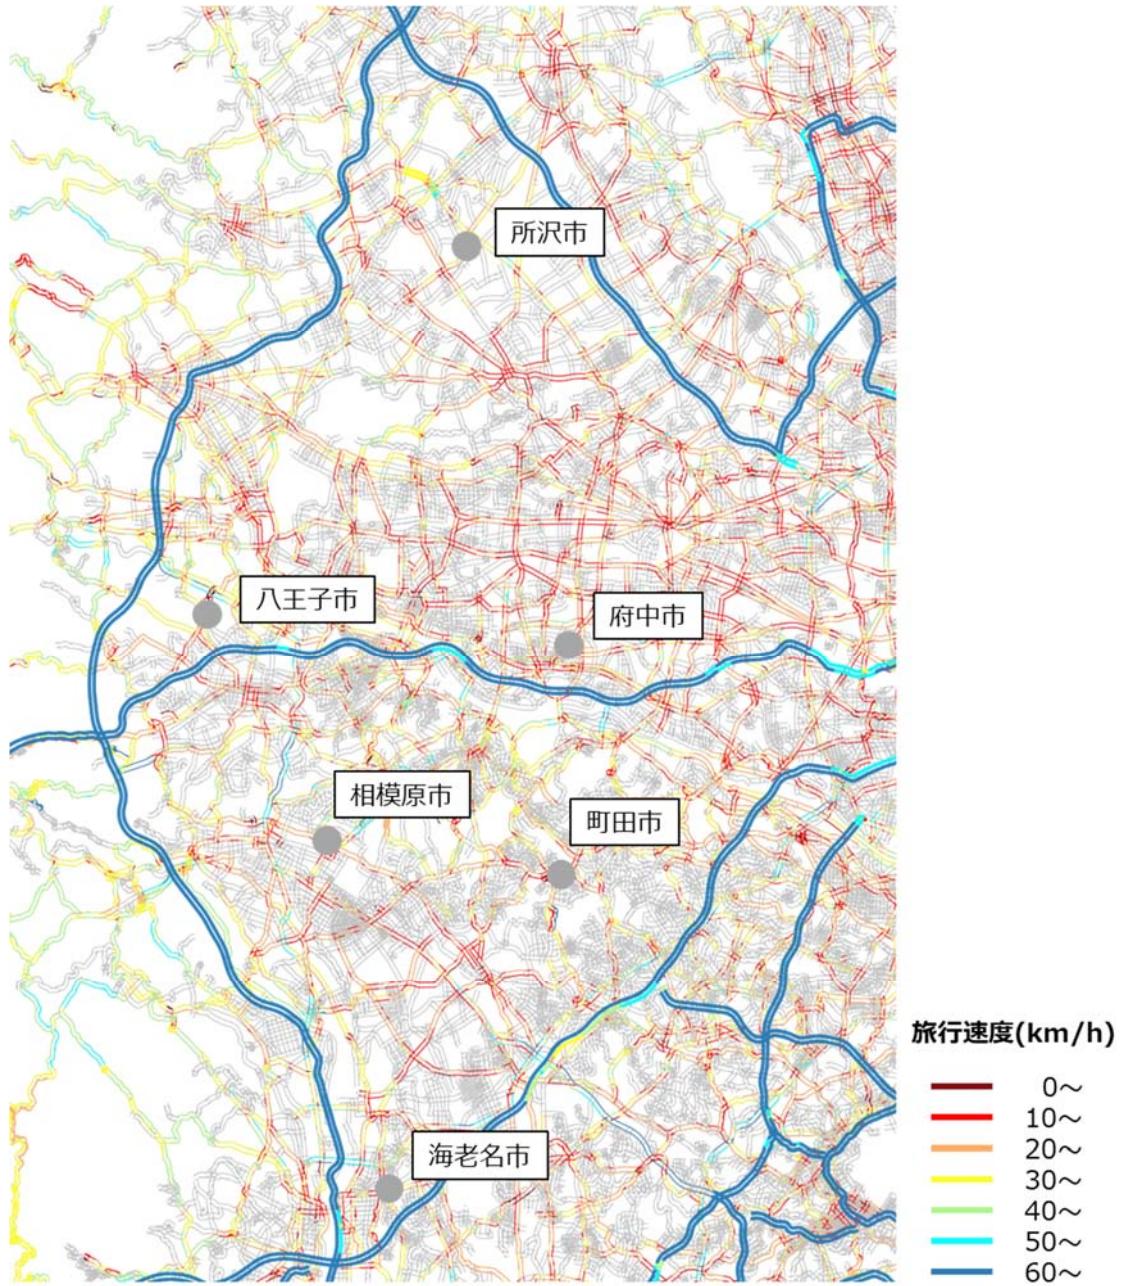 所沢市
八王子市
府中市
相模原市
町田市
海老名市
旅行速度(km/h)
0～
10～
20～
30～
40～
50～
60～